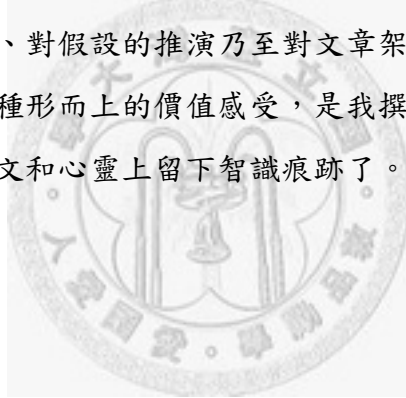 、對假設的推演乃至對文章架
種形而上的價值感受,是我撰
文和心靈上留下智識痕跡了。